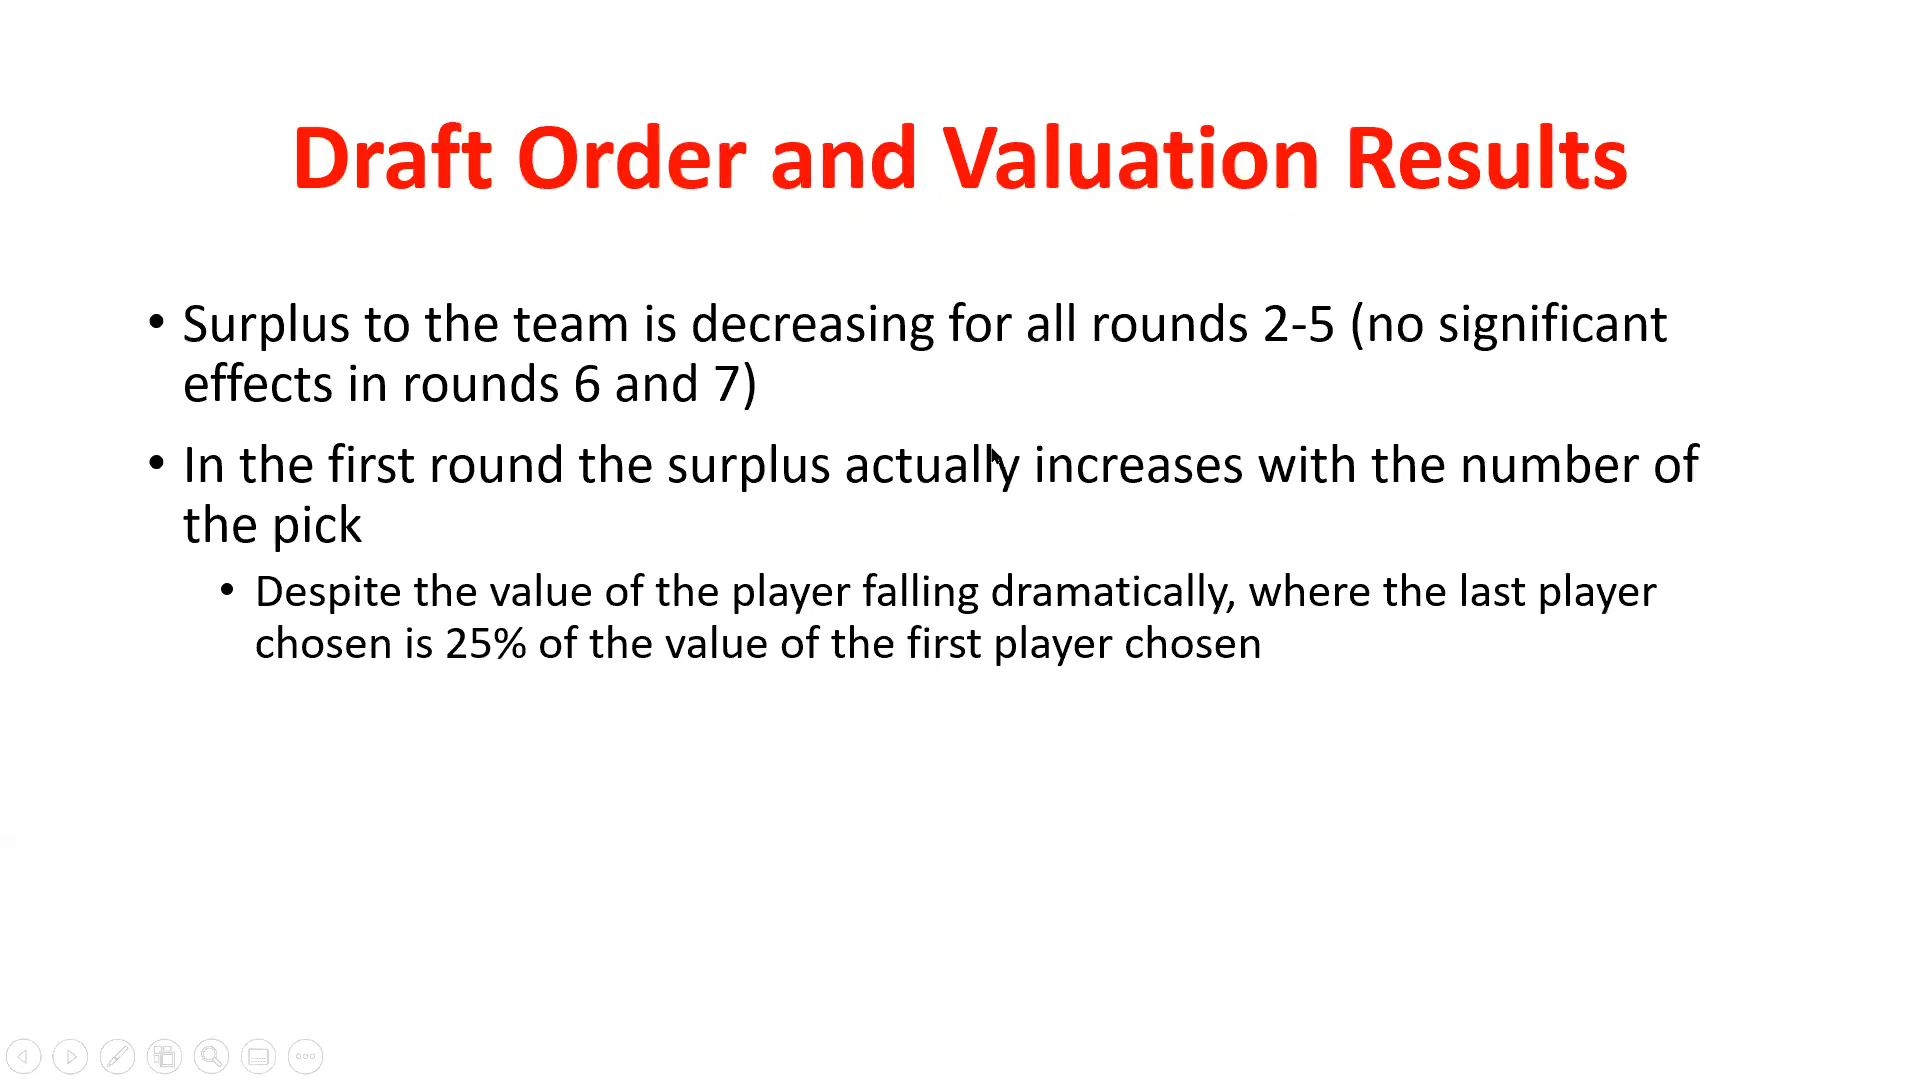 Draft Order and Valuation Results
• Surplus to the team is decreasing for all rounds 2-5 (no significant
effects in rounds 6 and 7)
• In the first round the surplus actually increases with the number of
the pick
• Despite the value of the player falling dramatically, where the last player
chosen is 25% of the value of the first player chosen